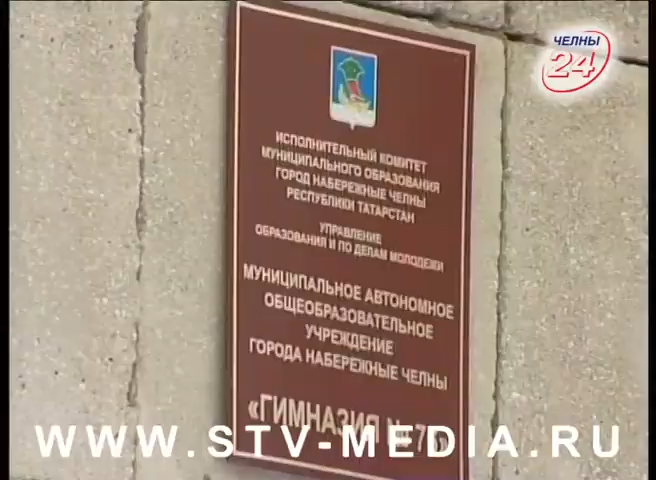 ЧЕЛНЫ
24
ИСПОЛНИТЕЛЬНЫЙ КОМИТЕТ
МУНИЦИПАЛЬНОГО ОБРАЗОВАНИЯ
ГОРОД НАБЕРЕЖНЫЕ ЧЕЛНЫ
РЕСПУБЛИКИ ТАТАРСТАН
УПРАВЛЕНИЕ
ОБРАЗОВАНИЯ И ПО ДЕЛАМ МОЛОДЕЖИ
МУНИЦИПАЛЬНОЕ АВТОНОМНОЕ
ОБЩЕОБРАЗОВАТЕЛЬНОЕ
УЧРЕЖДЕНИЕ
ГОРОДА НАБЕРЕЖНЫЕ ЧЕЛНЫ
«ГИМНАЗИЯ
WWW.STV-MEDIA.RU